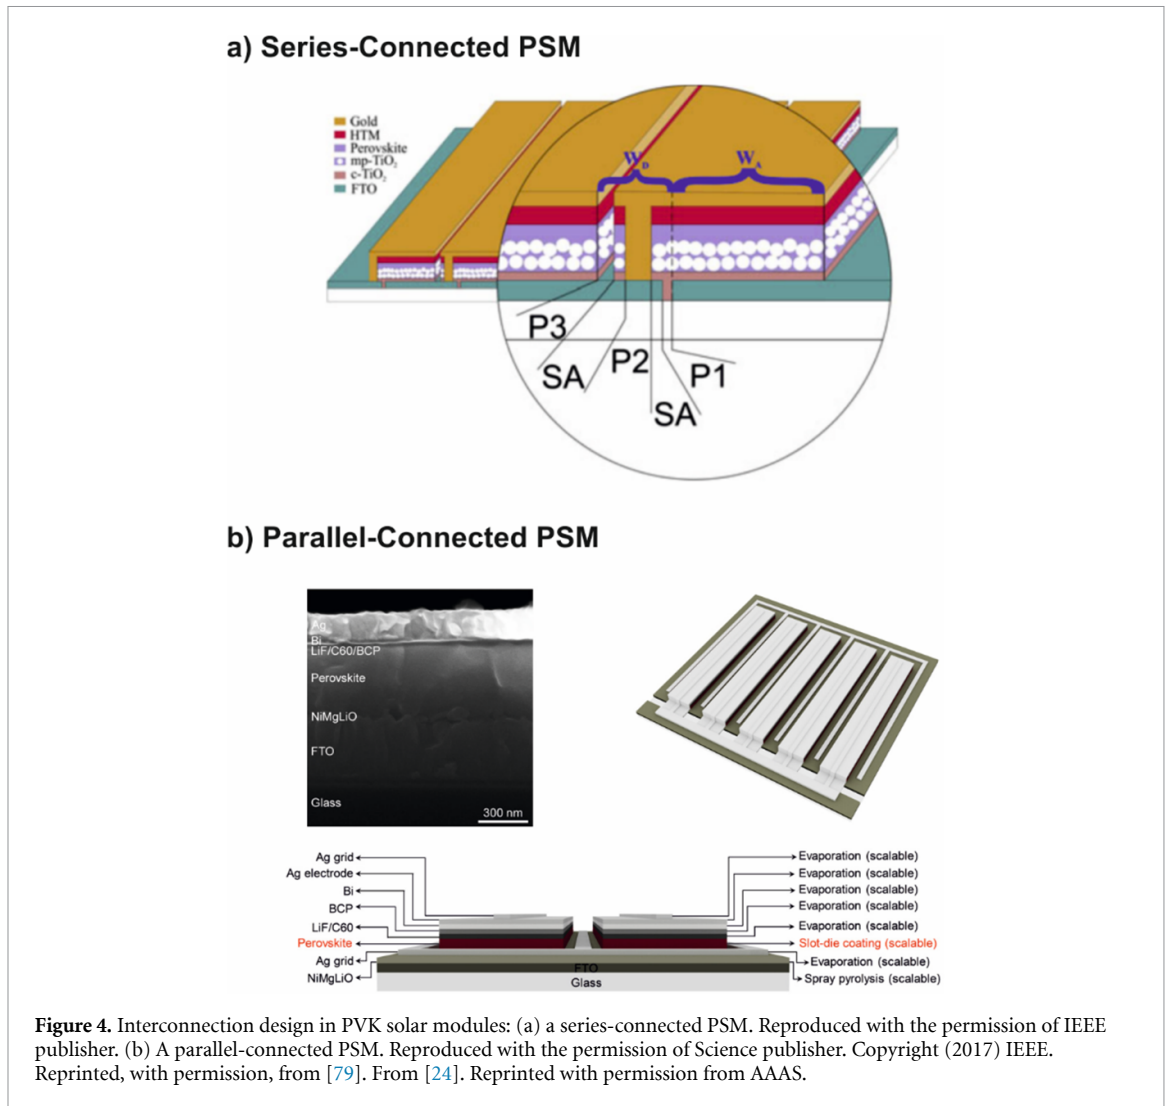 a) Series-Connected PSM
Gold
HTM
Perovskite
mp-TiO₂
c-TiO₂
FTO
W_D
W_A
P3
SA
P2
P1
SA
b) Parallel-Connected PSM
Ag
Bi
LiF/C60/BCP
Perovskite
NiMgLiO
FTO
Glass
300 nm
Ag grid
Ag electrode
Bi
BCP
LiF/C60
Perovskite
Ag grid
NiMgLiO
FTO
Glass
Evaporation (scalable)
Evaporation (scalable)
Evaporation (scalable)
Evaporation (scalable)
Evaporation (scalable)
Slot-die coating (scalable)
Evaporation (scalable)
Spray pyrolysis (scalable)
Figure 4. Interconnection design in PVK solar modules: (a) a series-connected PSM. Reproduced with the permission of IEEE
publisher. (b) A parallel-connected PSM. Reproduced with the permission of Science publisher. Copyright (2017) IEEE.
Reprinted, with permission, from [79]. From [24]. Reprinted with permission from AAAS.